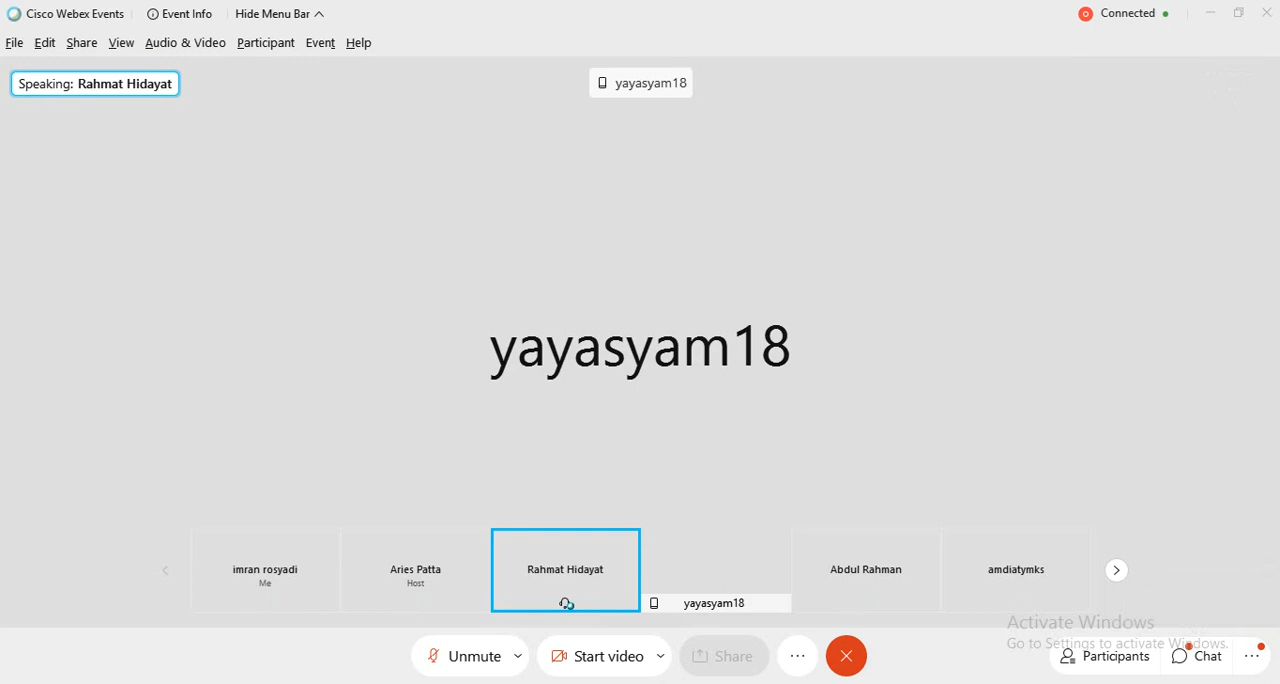 Cisco Webex Events Event Info Hide Menu Bar Connected
File Edit Share View Audio & Video Participant Event Help
Speaking: Rahmat Hidayat
yayasyam18
yayasyam18
imran rosyadi
Me
Aries Patta
Host
Rahmat Hidayat
yayasyam18
Abdul Rahman
amdiatymks
Activate Windows
Go to Settings to activate Windows.
Unmute Start video Share Participants Chat